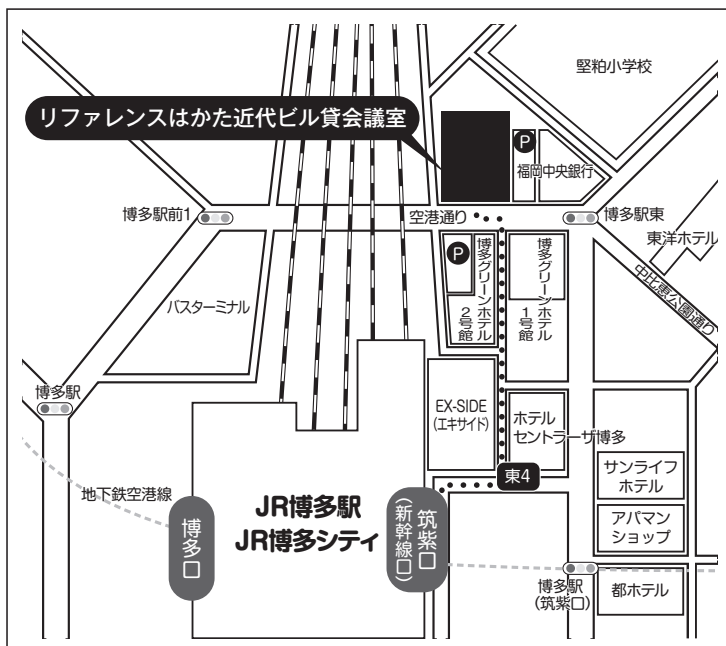 堅粕小学校
リファレンスはかた近代ビル貸会議室
P
福岡中央銀行
博多駅前1
空港通り
博多駅東
東洋ホテル
中比恵公園通り
P
博多グリーンホテル
2号館
博多グリーンホテル
1号館
バスターミナル
博多駅
EX-SIDE
(エキサイド)
ホテル
セントラーザ博多
東4
サンライフ
ホテル
地下鉄空港線
博多口
JR博多駅
JR博多シティ
筑紫口
(新幹線口)
アパマン
ショップ
博多駅
(筑紫口)
都ホテル